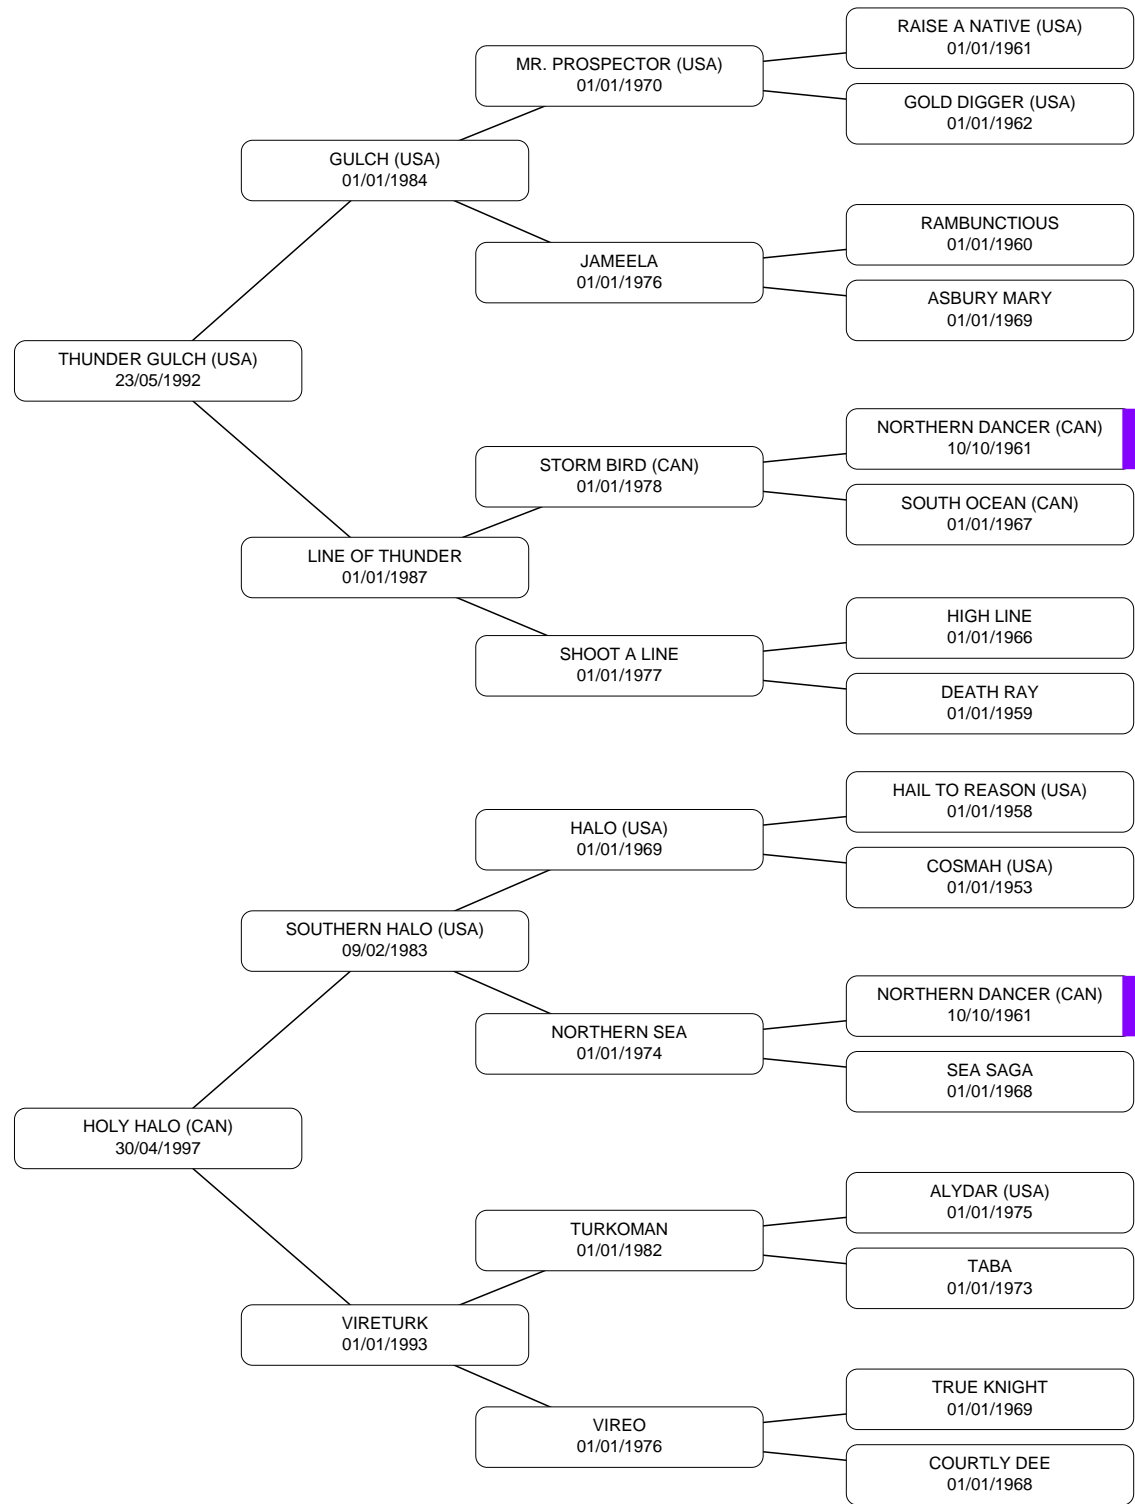 RAISE A NATIVE (USA)
01/01/1961
MR. PROSPECTOR (USA)
01/01/1970
GOLD DIGGER (USA)
01/01/1962
GULCH (USA)
01/01/1984
RAMBUNCTIOUS
01/01/1960
JAMEELA
01/01/1976
ASBURY MARY
01/01/1969
THUNDER GULCH (USA)
23/05/1992
NORTHERN DANCER (CAN)
10/10/1961
STORM BIRD (CAN)
01/01/1978
SOUTH OCEAN (CAN)
01/01/1967
LINE OF THUNDER
01/01/1987
HIGH LINE
01/01/1966
SHOOT A LINE
01/01/1977
DEATH RAY
01/01/1959
HAIL TO REASON (USA)
01/01/1958
HALO (USA)
01/01/1969
COSMAH (USA)
01/01/1953
SOUTHERN HALO (USA)
09/02/1983
NORTHERN DANCER (CAN)
10/10/1961
NORTHERN SEA
01/01/1974
SEA SAGA
01/01/1968
HOLY HALO (CAN)
30/04/1997
ALYDAR (USA)
01/01/1975
TURKOMAN
01/01/1982
TABA
01/01/1973
VIRETURK
01/01/1993
TRUE KNIGHT
01/01/1969
VIREO
01/01/1976
COURTLY DEE
01/01/1968